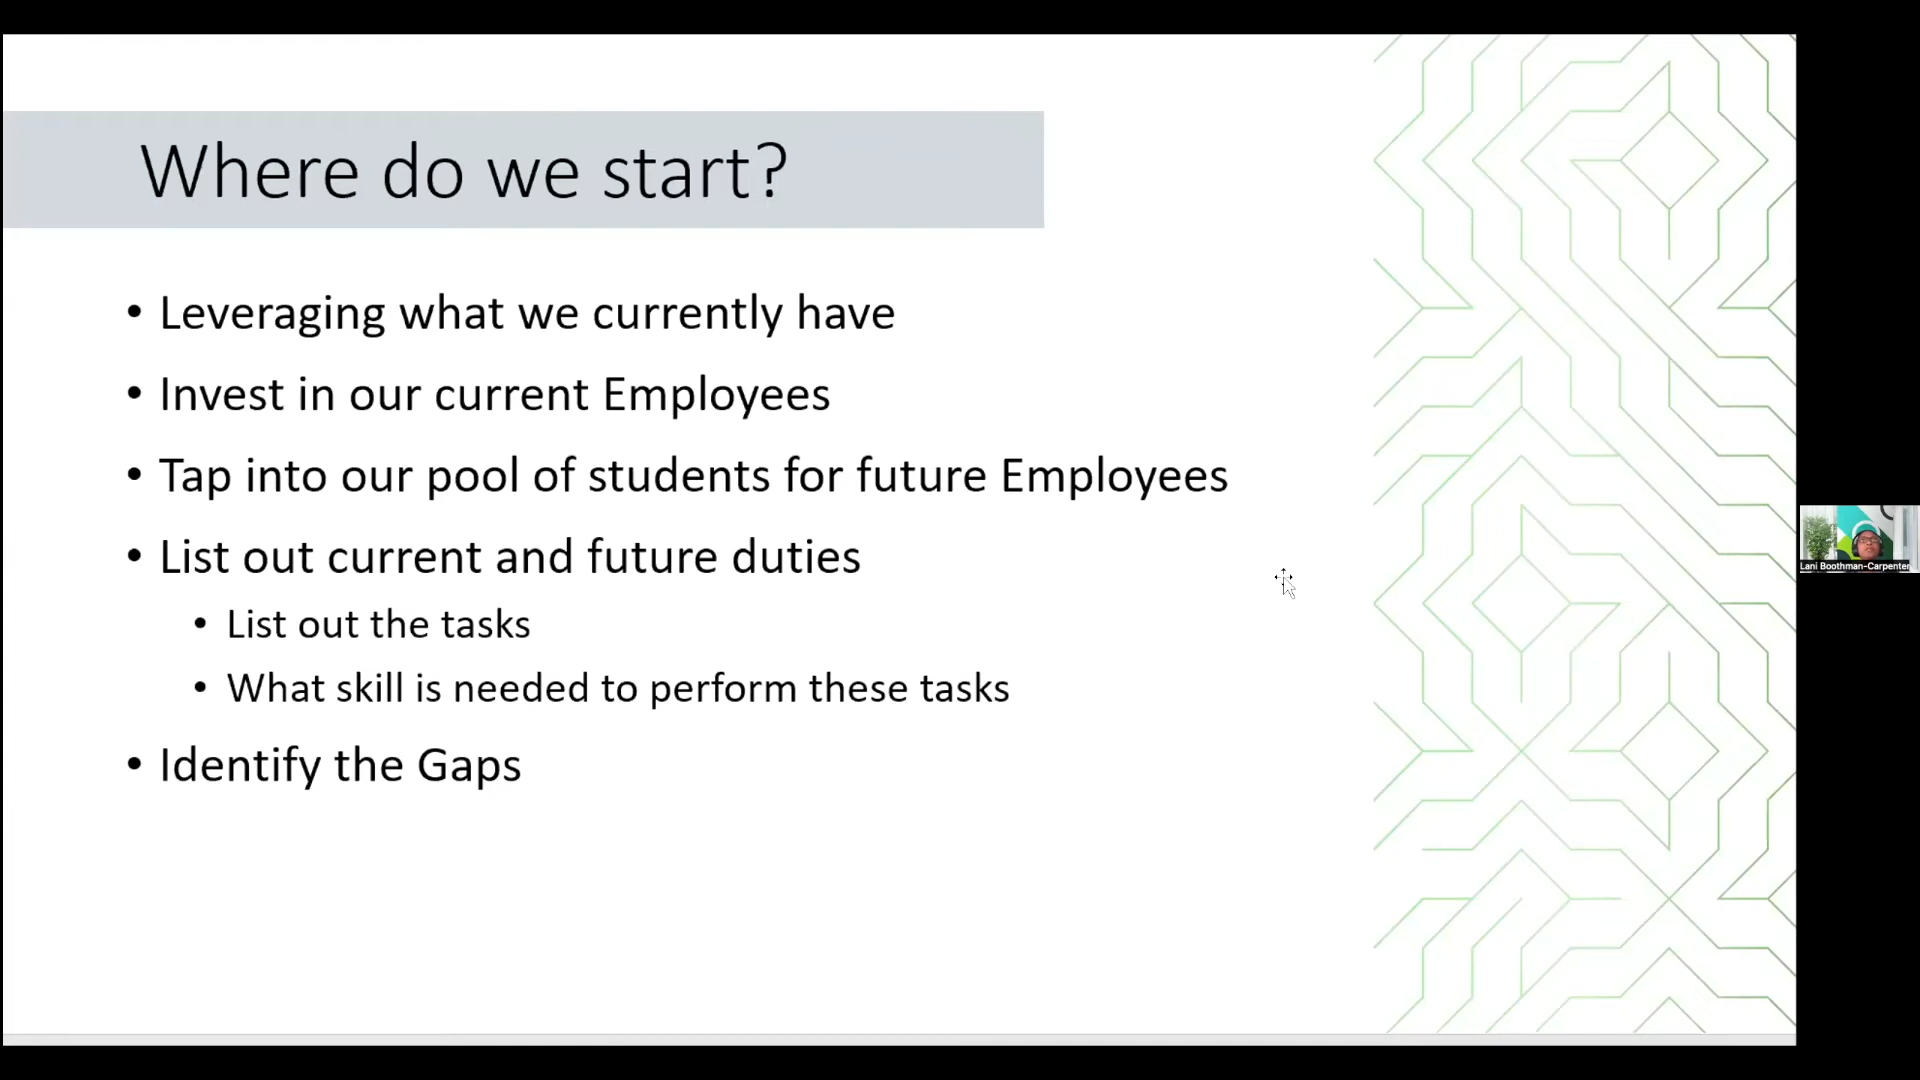 Where do we start?
• Leveraging what we currently have
• Invest in our current Employees
• Tap into our pool of students for future Employees
• List out current and future duties
• List out the tasks
• What skill is needed to perform these tasks
• Identify the Gaps
Lani Boothman-Carpenter